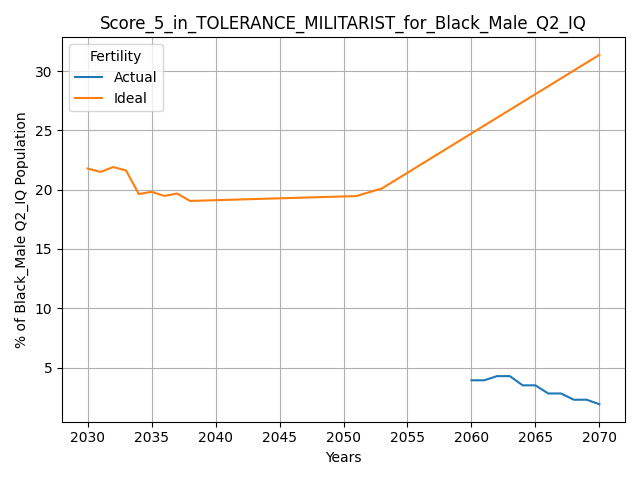 Score_5_in_TOLERANCE_MILITARIST_for_Black_Male_Q2_IQ
Fertility
Actual
Ideal
% of Black_Male Q2_IQ Population
30
25
20
15
10
5
2030 2035 2040 2045 2050 2055 2060 2065 2070
Years